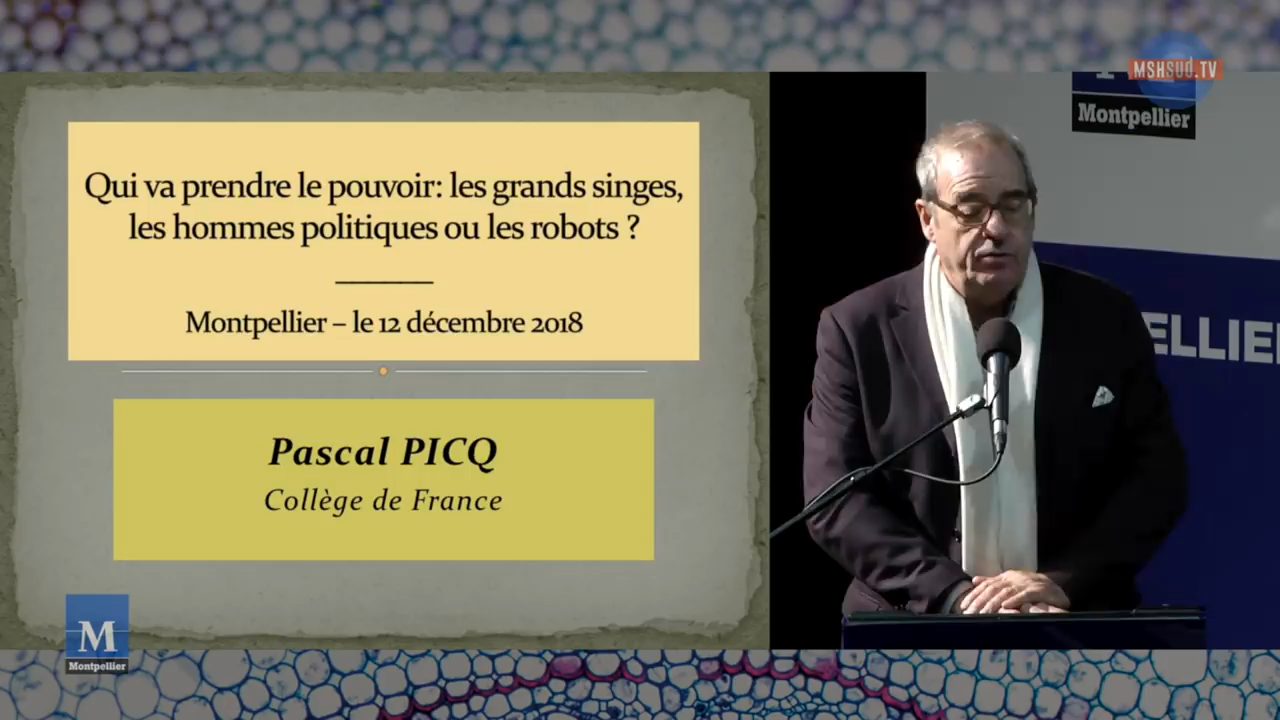 MSHSUD.TV
Montpellier
Qui va prendre le pouvoir: les grands singes,
les hommes politiques ou les robots ?
Montpellier – le 12 décembre 2018
ELLIE
Pascal PICQ
Collège de France
M
Montpellier